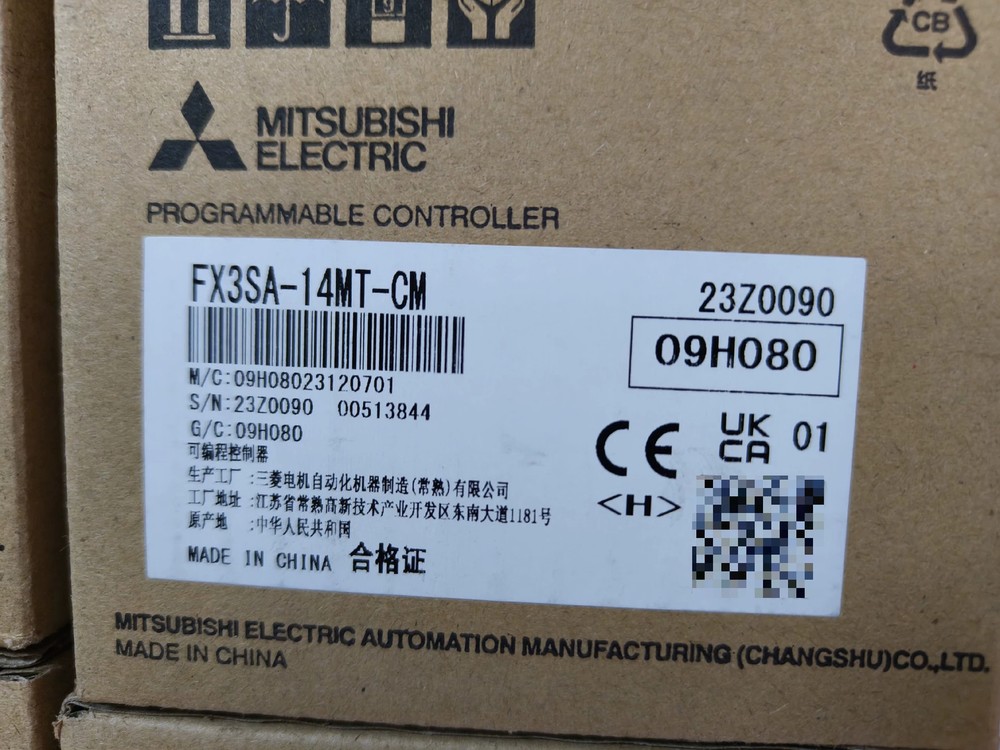 CB
纸
MITSUBISHI
ELECTRIC
PROGRAMMABLE CONTROLLER
FX3SA-14MT-CM
23Z0090
09H080
M/C:09H08023120701
S/N:23Z0090 00513844
G/C:09H080
可编程控制器
生产工厂 :三菱电机自动化机器制造(常熟)有限公司
工厂地址 :江苏省常熟高新技术产业开发区东南大道1181号
原产地 :中华人民共和国
MADE IN CHINA 合格证
CE
UK
CA 01
<H>
MITSUBISHI ELECTRIC AUTOMATION MANUFACTURING (CHANGSHU)CO.,LTD.
MADE IN CHINA